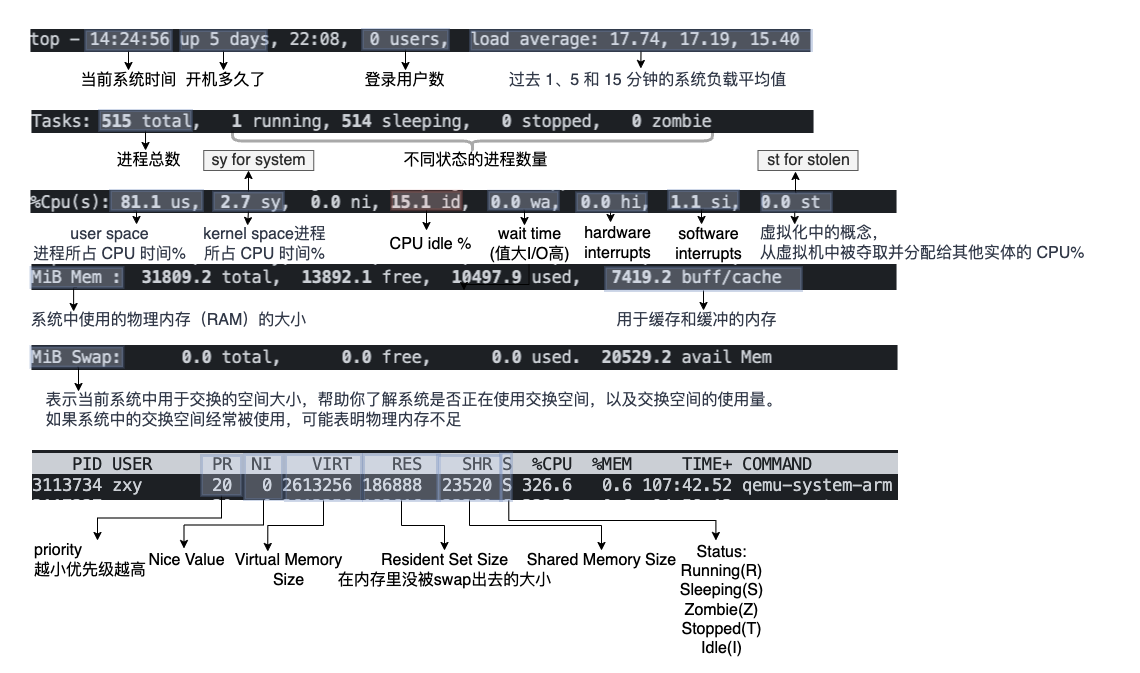 top - 14:24:56 up 5 days, 22:08, 0 users, load average: 17.74, 17.19, 15.40
当前系统时间 开机多久了 登录用户数 过去 1、5 和 15 分钟的系统负载平均值
Tasks: 515 total, 1 running, 514 sleeping, 0 stopped, 0 zombie
进程总数 不同状态的进程数量
sy for system st for stolen
%Cpu(s): 81.1 us, 2.7 sy, 0.0 ni, 15.1 id, 0.0 wa, 0.0 hi, 1.1 si, 0.0 st
user space
进程所占 CPU 时间%
kernel space进程
所占 CPU 时间%
CPU idle %
wait time
(值大I/O高)
hardware
interrupts
software
interrupts
虚拟化中的概念，
从虚拟机中被夺取并分配给其他实体的 CPU%
MiB Mem : 31809.2 total, 13892.1 free, 10497.9 used, 7419.2 buff/cache
系统中使用的物理内存（RAM）的大小 用于缓存和缓冲的内存
MiB Swap: 0.0 total, 0.0 free, 0.0 used. 20529.2 avail Mem
表示当前系统中用于交换的空间大小，帮助你了解系统是否正在使用交换空间，以及交换空间的使用量。
如果系统中的交换空间经常被使用，可能表明物理内存不足
PID USER PR NI VIRT RES SHR S %CPU %MEM TIME+ COMMAND
3113734 zxy 20 0 2613256 186888 23520 S 326.6 0.6 107:42.52 qemu-system-arm
priority
越小优先级越高
Nice Value
Virtual Memory
Size
Resident Set Size
在内存里没被swap出去的大小
Shared Memory Size
Status:
Running(R)
Sleeping(S)
Zombie(Z)
Stopped(T)
Idle(I)